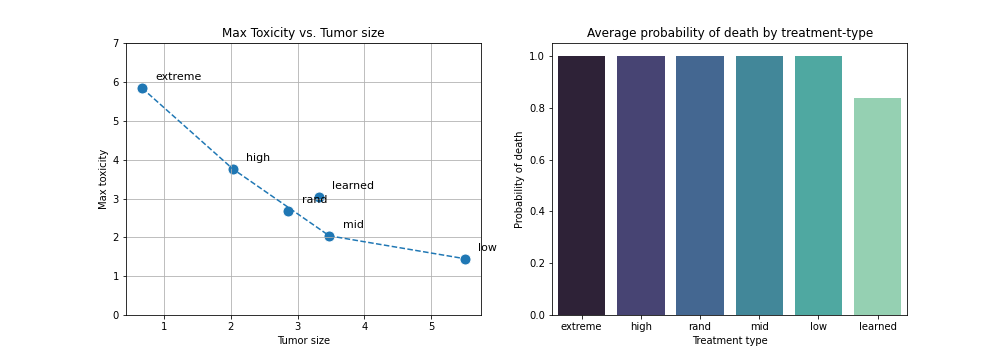 Max Toxicity vs. Tumor size
Max toxicity
7
6
5
4
3
2
1
0
extreme
high
learned
rand
mid
low
1 2 3 4 5
Tumor size
Average probability of death by treatment-type
Probability of death
1.0
0.8
0.6
0.4
0.2
0.0
extreme high rand mid low learned
Treatment type